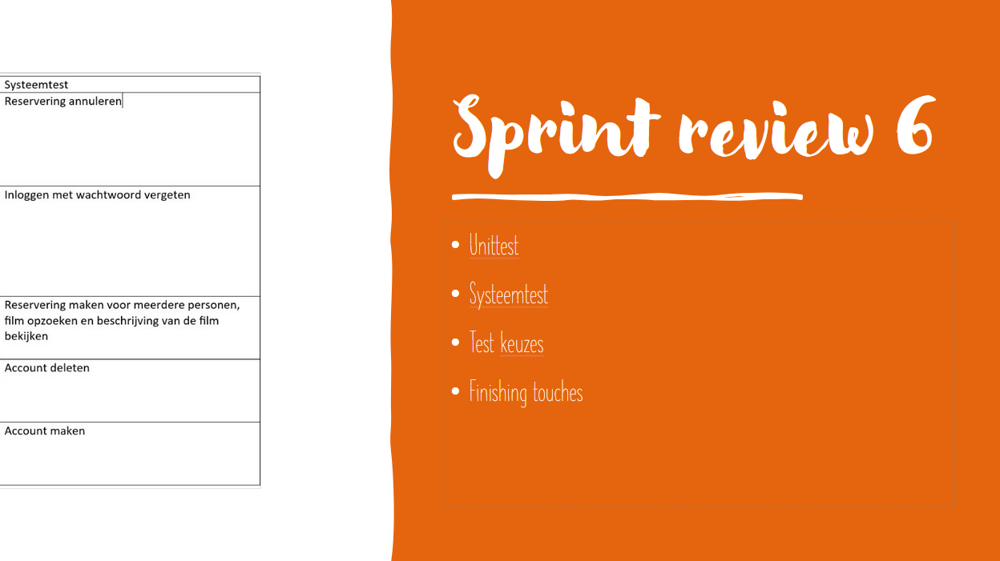 Systeemtest
Reservering annuleren
Inloggen met wachtwoord vergeten
Reservering maken voor meerdere personen,
film opzoeken en beschrijving van de film
bekijken
Account deleten
Account maken
Sprint review 6
• Unittest
• Systeemtest
• Test keuzes
• Finishing touches